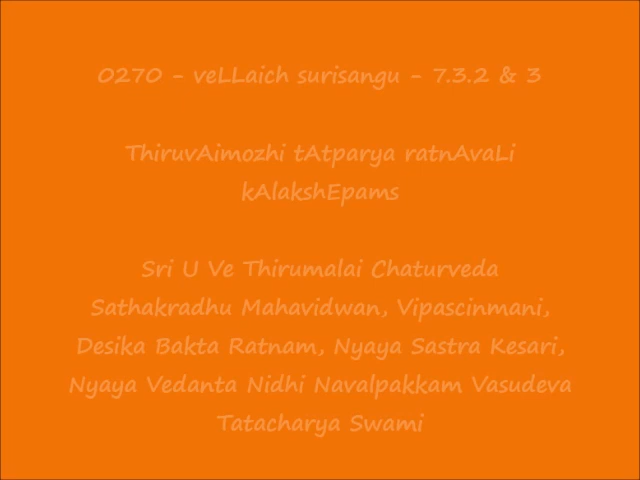 0270 - veLLaich surisangu - 7.3.2 & 3
ThiruvAimozhi tAtparya ratnAvaLi
kAlakshEpams
Sri U Ve Thirumalai Chaturveda
Sathakradhu Mahavidwan, Vipascinmani,
Desika Bakta Ratnam, Nyaya Sastra Kesari,
Nyaya Vedanta Nidhi Navalpakkam Vasudeva
Tatacharya Swami